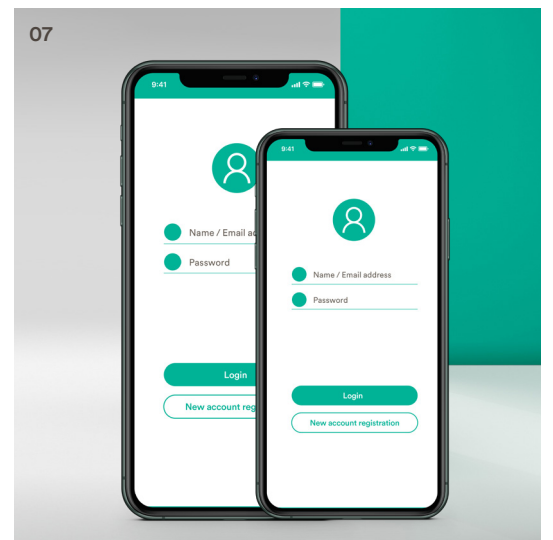 07
9:41
Name / Email ad
Password
Login
New account reg
9:41
Name / Email address
Password
Login
New account registration